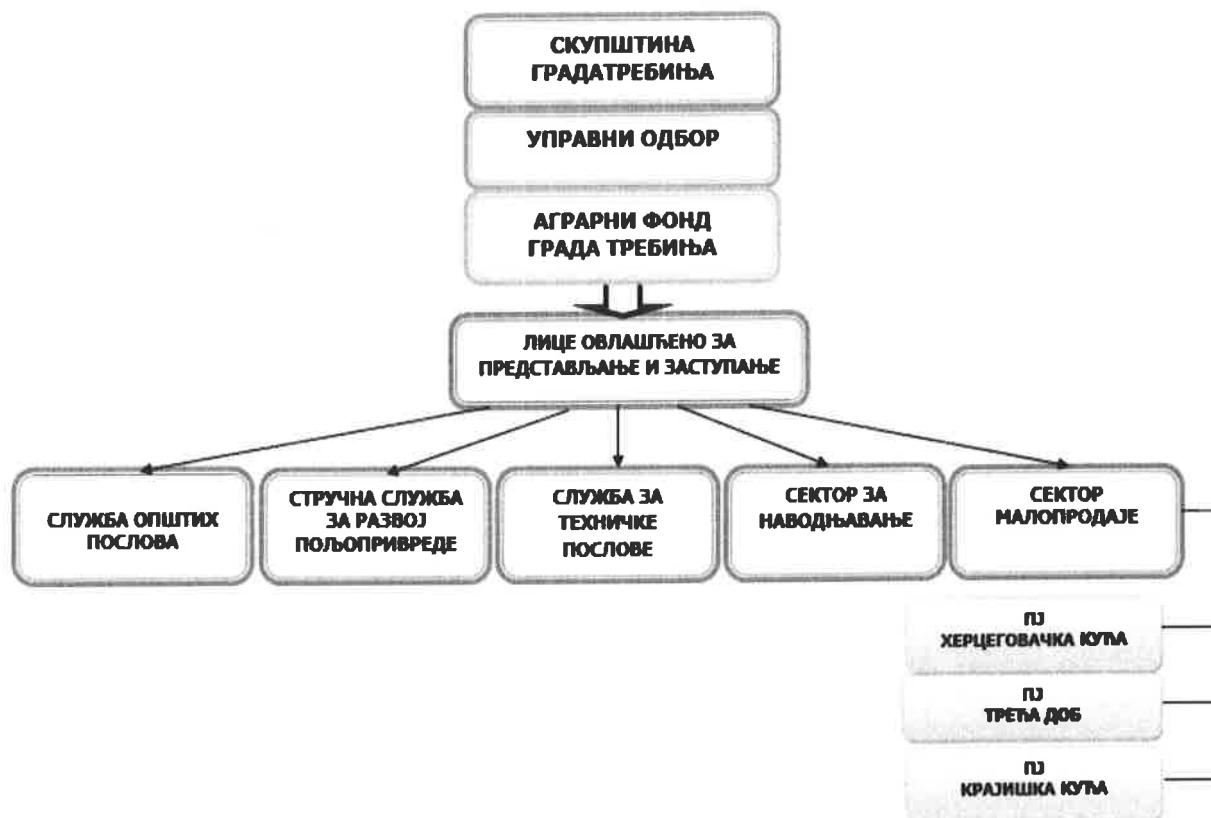 СКУПШТИНА
ГРАДАТРЕБИЊА
УПРАВНИ ОДБОР
АГРАРНИ ФОНД
ГРАДА ТРЕБИЊА
ЛИЦЕ ОВЛАШЋЕНО ЗА
ПРЕДСТАВЉАЊЕ И ЗАСТУПАЊЕ
СЛУЖБА ОПШТИХ
ПОСЛОВА
СТРУЧНА СЛУЖБА
ЗА РАЗВОЈ
ПОЉОПРИВРЕДЕ
СЛУЖБА ЗА
ТЕХНИЧКЕ
ПОСЛОВЕ
СЕКТОР ЗА
НАВОДЊАВАЊЕ
СЕКТОР
МАЛОПРОДАЈЕ
ПЈ
ХЕРЦЕГОВАЧКА КУЋА
ПЈ
ТРЕЋА ДОБ
ПЈ
КРАЈИШКА КУЋА